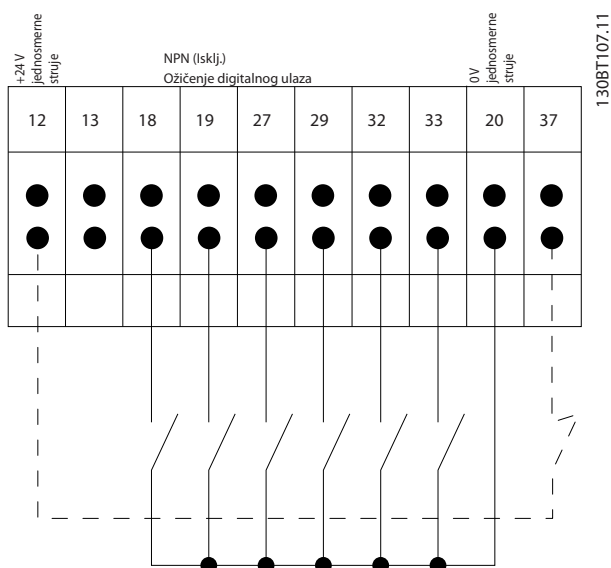 +24 V
jednosmerne
struje
NPN (Isklj.)
Ožičenje digitalnog ulaza
0 V
jednosmerne
struje
130BT107.11
12 13 18 19 27 29 32 33 20 37